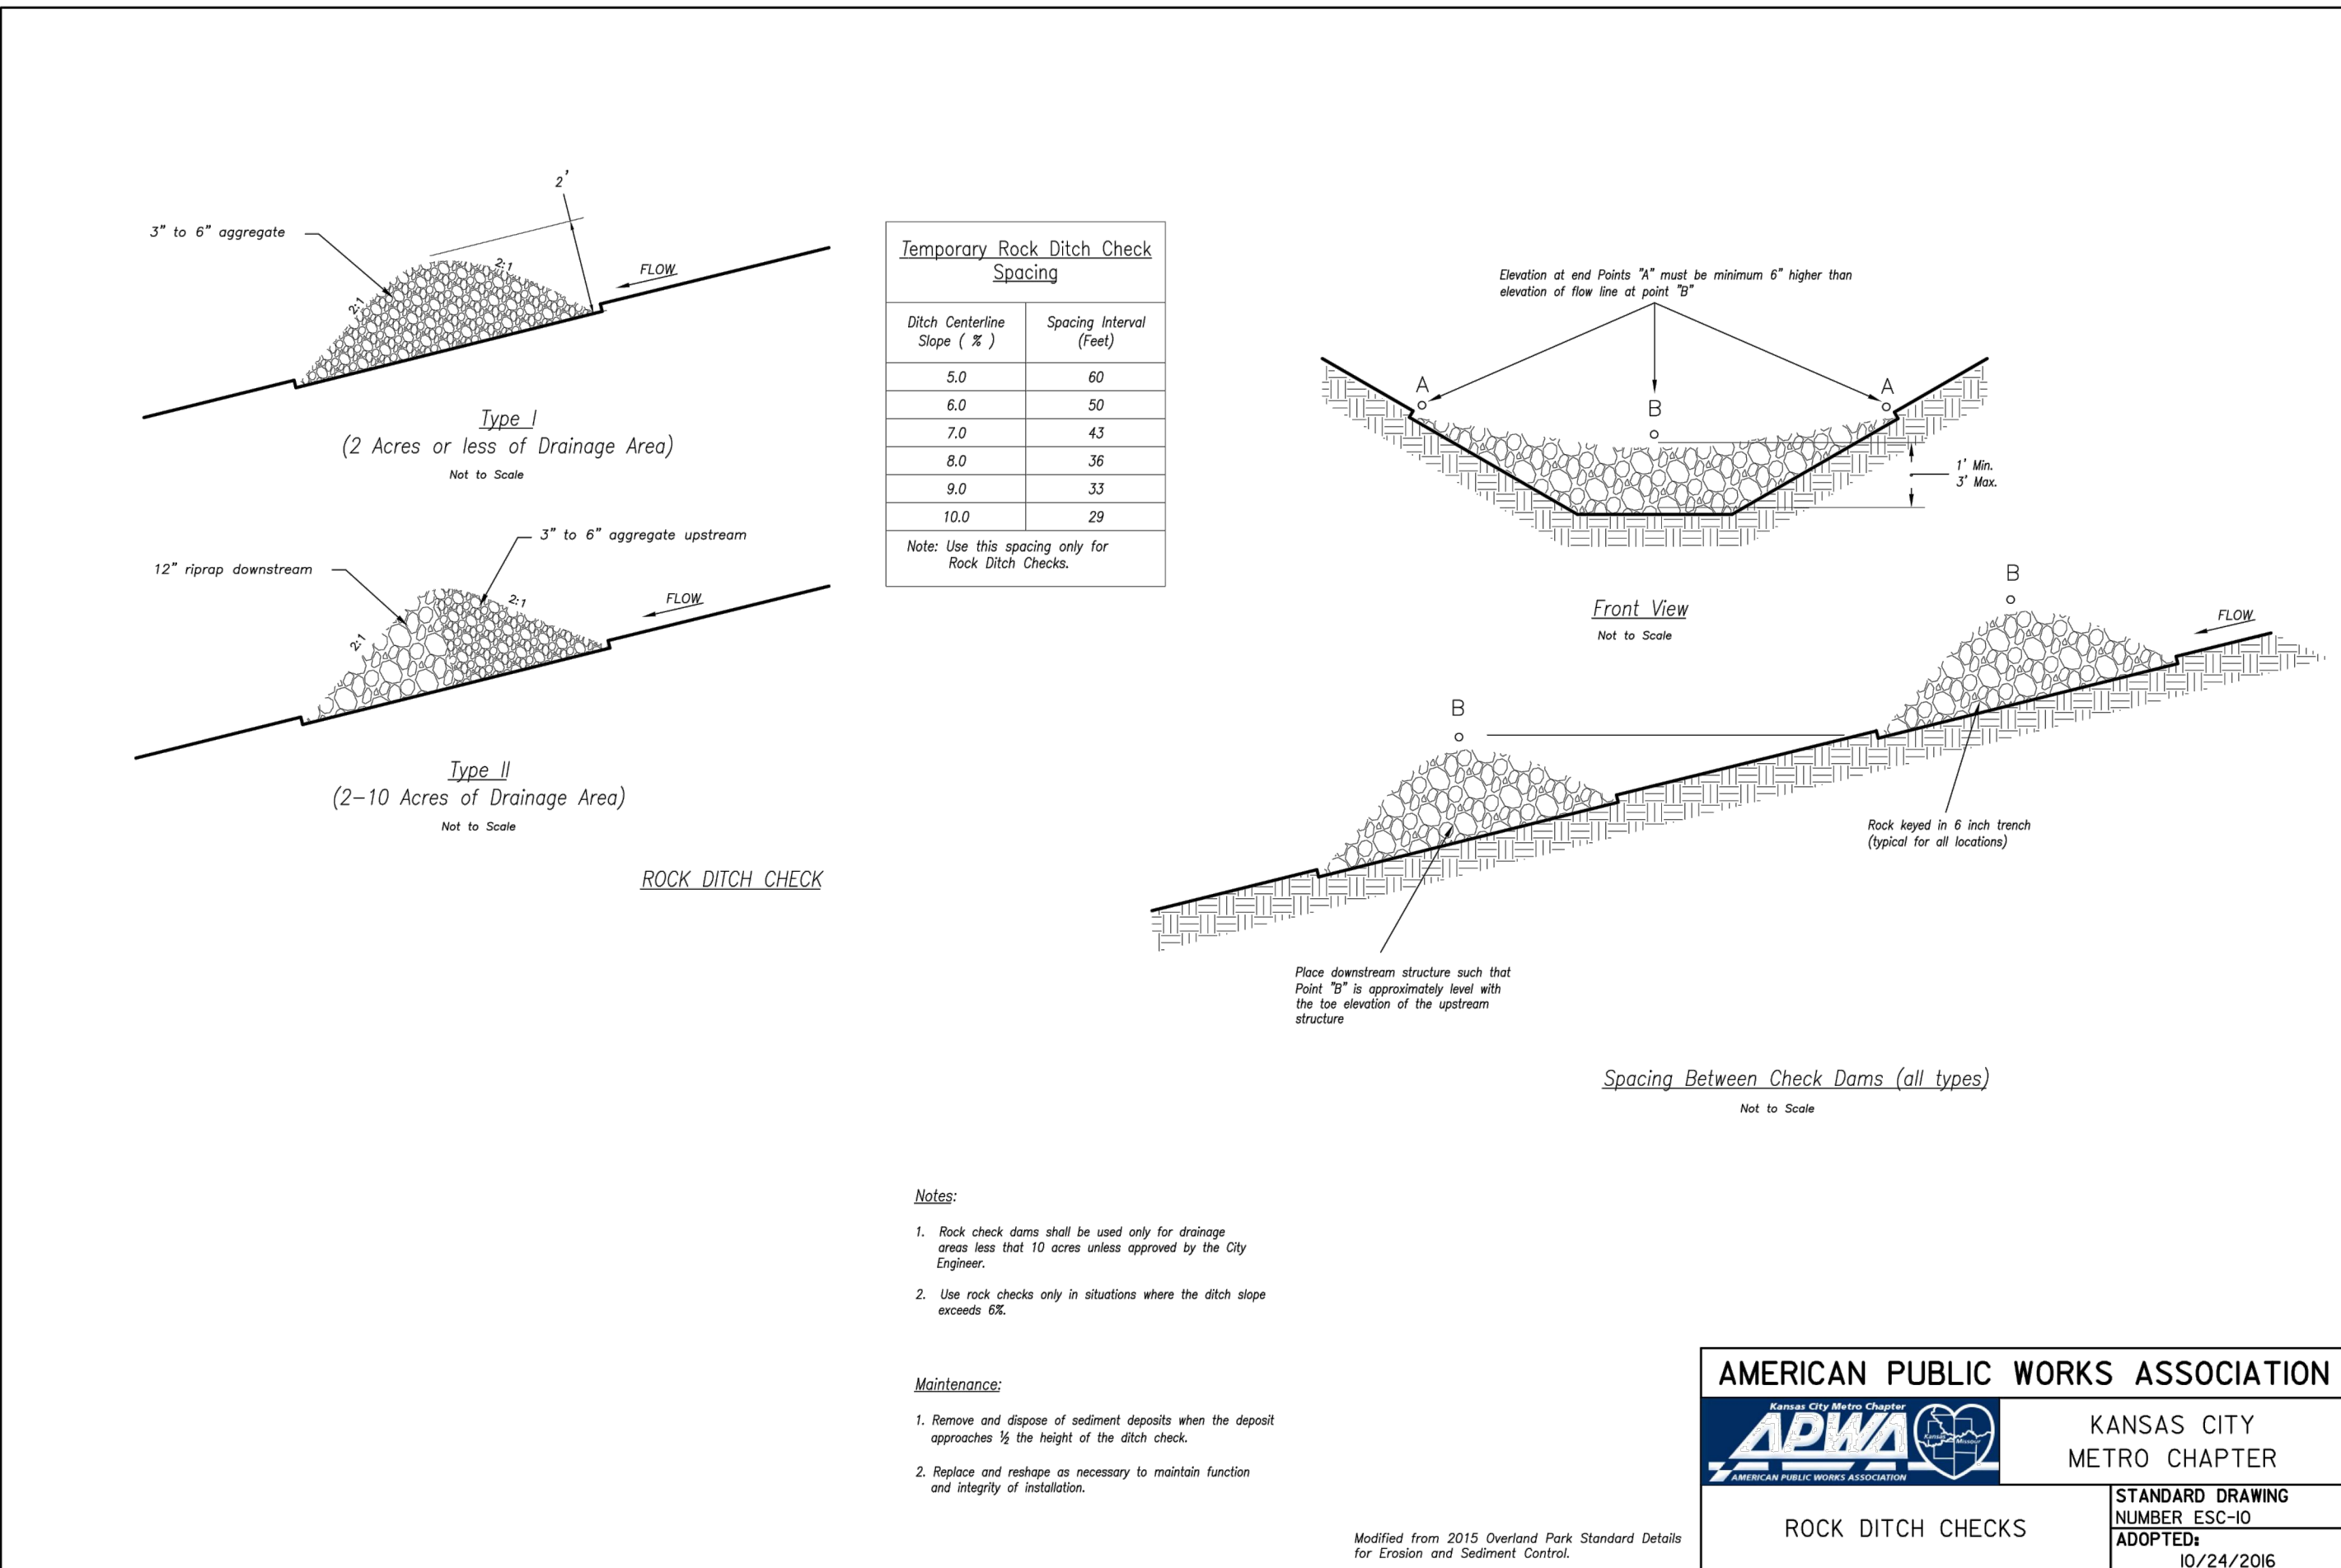 2'
3" to 6" aggregate
2:1
2:1
FLOW
Type I
(2 Acres or less of Drainage Area)
Not to Scale
3" to 6" aggregate upstream
12" riprap downstream
2:1
2:1
FLOW
Type II
(2-10 Acres of Drainage Area)
Not to Scale
ROCK DITCH CHECK
Temporary Rock Ditch Check
Spacing
Ditch Centerline
Slope ( % )
Spacing Interval
(Feet)
5.0 60
6.0 50
7.0 43
8.0 36
9.0 33
10.0 29
Note: Use this spacing only for
Rock Ditch Checks.
Elevation at end Points "A" must be minimum 6" higher than
elevation of flow line at point "B"
A
B
A
1' Min.
3' Max.
Front View
Not to Scale
B
FLOW
B
Rock keyed in 6 inch trench
(typical for all locations)
Place downstream structure such that
Point "B" is approximately level with
the toe elevation of the upstream
structure
Spacing Between Check Dams (all types)
Not to Scale
Notes:
1. Rock check dams shall be used only for drainage
areas less that 10 acres unless approved by the City
Engineer.
2. Use rock checks only in situations where the ditch slope
exceeds 6%.
Maintenance:
1. Remove and dispose of sediment deposits when the deposit
approaches ½ the height of the ditch check.
2. Replace and reshape as necessary to maintain function
and integrity of installation.
Modified from 2015 Overland Park Standard Details
for Erosion and Sediment Control.
AMERICAN PUBLIC WORKS ASSOCIATION
Kansas City Metro Chapter
APWA
Kansas
Missouri
AMERICAN PUBLIC WORKS ASSOCIATION
KANSAS CITY
METRO CHAPTER
ROCK DITCH CHECKS
STANDARD DRAWING
NUMBER ESC-10
ADOPTED:
10/24/2016